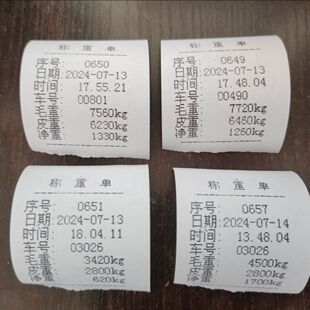 称重单
序号: 0650
日期:2024-07-13
时间: 17.55.21
车号: 00801
毛重: 7560kg
皮重: 6230kg
净重: 1330kg
称重单
序号: 0649
日期:2024-07-13
时间: 17.48.04
车号: 00490
毛重: 7720kg
皮重: 6460kg
净重: 1260kg
称重单
序号: 0651
日期:2024-07-13
时间: 18.04.11
车号: 03026
毛重: 3420kg
皮重: 2800kg
净重: 620kg
称重单
序号: 0657
日期:2024-07-14
时间: 13.48.04
车号: 03026
毛重: 4500kg
皮重: 2800kg
净重: 1700kg